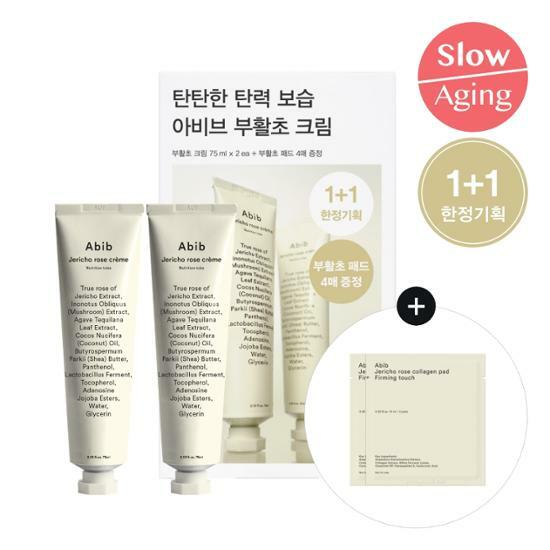 Slow
Aging
1+1
한정기획
탄탄한 탄력 보습
아비브 부활초 크림
부활초 크림 75 ml x 2 ea + 부활초 패드 4매 증정
1+1
한정기획
부활초 패드
4매 증정
Abib
Jericho rose crème
Nutrition tube
True rose of
Jericho Extract,
Inonotus Obliquus
(Mushroom) Extract,
Agave Tequilana
Leaf Extract,
Cocos Nucifera
(Coconut) Oil,
Butyrospermum
Parkii (Shea) Butter,
Panthenol,
Lactobacillus Ferment,
Tocopherol,
Adenosine
Jojoba Esters,
Water,
Glycerin
Abib
Jericho rose crème
Nutrition tube
True rose of
Jericho Extract,
Inonotus Obliquus
(Mushroom) Extract,
Agave Tequilana
Leaf Extract,
Cocos Nucifera
(Coconut) Oil,
Butyrospermum
Parkii (Shea) Butter,
Panthenol,
Lactobacillus Ferment,
Tocopherol,
Adenosine
Jojoba Esters,
Water,
Glycerin
+
Abib
Jericho rose collagen pad
Firming touch